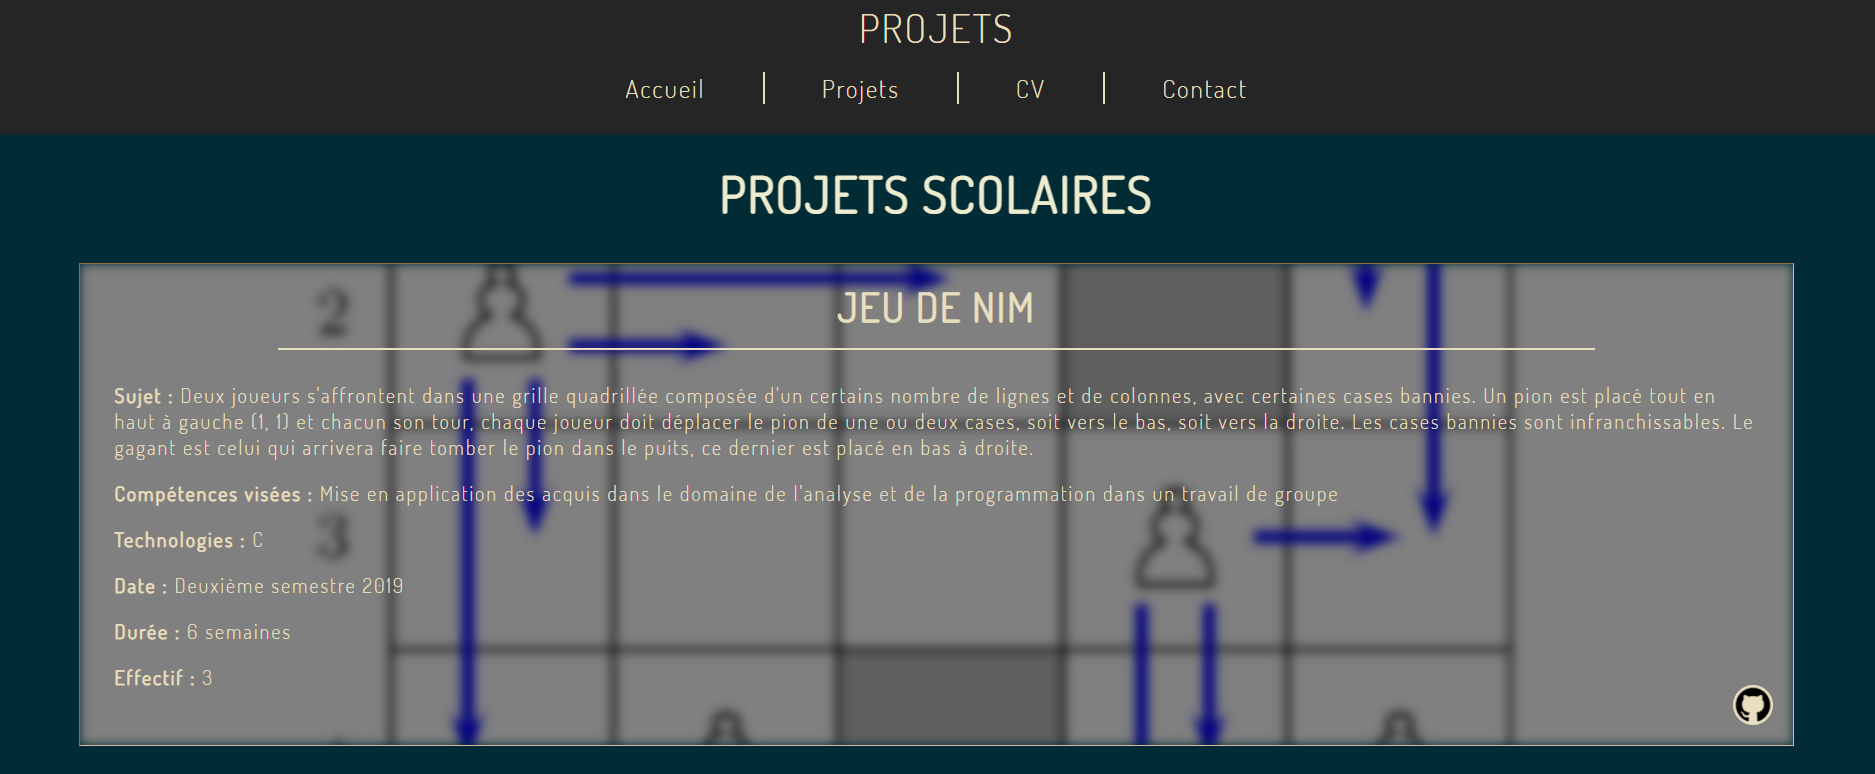 PROJETS
Accueil
Projets
CV
Contact
PROJETS SCOLAIRES
2
JEU DE NIM
Sujet : Deux joueurs s'affrontent dans une grille quadrillée composée d'un certains nombre de lignes et de colonnes, avec certaines cases bannies. Un pion est placé tout en
haut à gauche (1, 1) et chacun son tour, chaque joueur doit déplacer le pion de une ou deux cases, soit vers le bas, soit vers la droite. Les cases bannies sont infranchissables. Le
gagant est celui qui arrivera faire tomber le pion dans le puits, ce dernier est placé en bas à droite.
Compétences visées : Mise en application des acquis dans le domaine de l'analyse et de la programmation dans un travail de groupe
3
Technologies : C
Date : Deuxième semestre 2019
Durée : 6 semaines
Effectif : 3